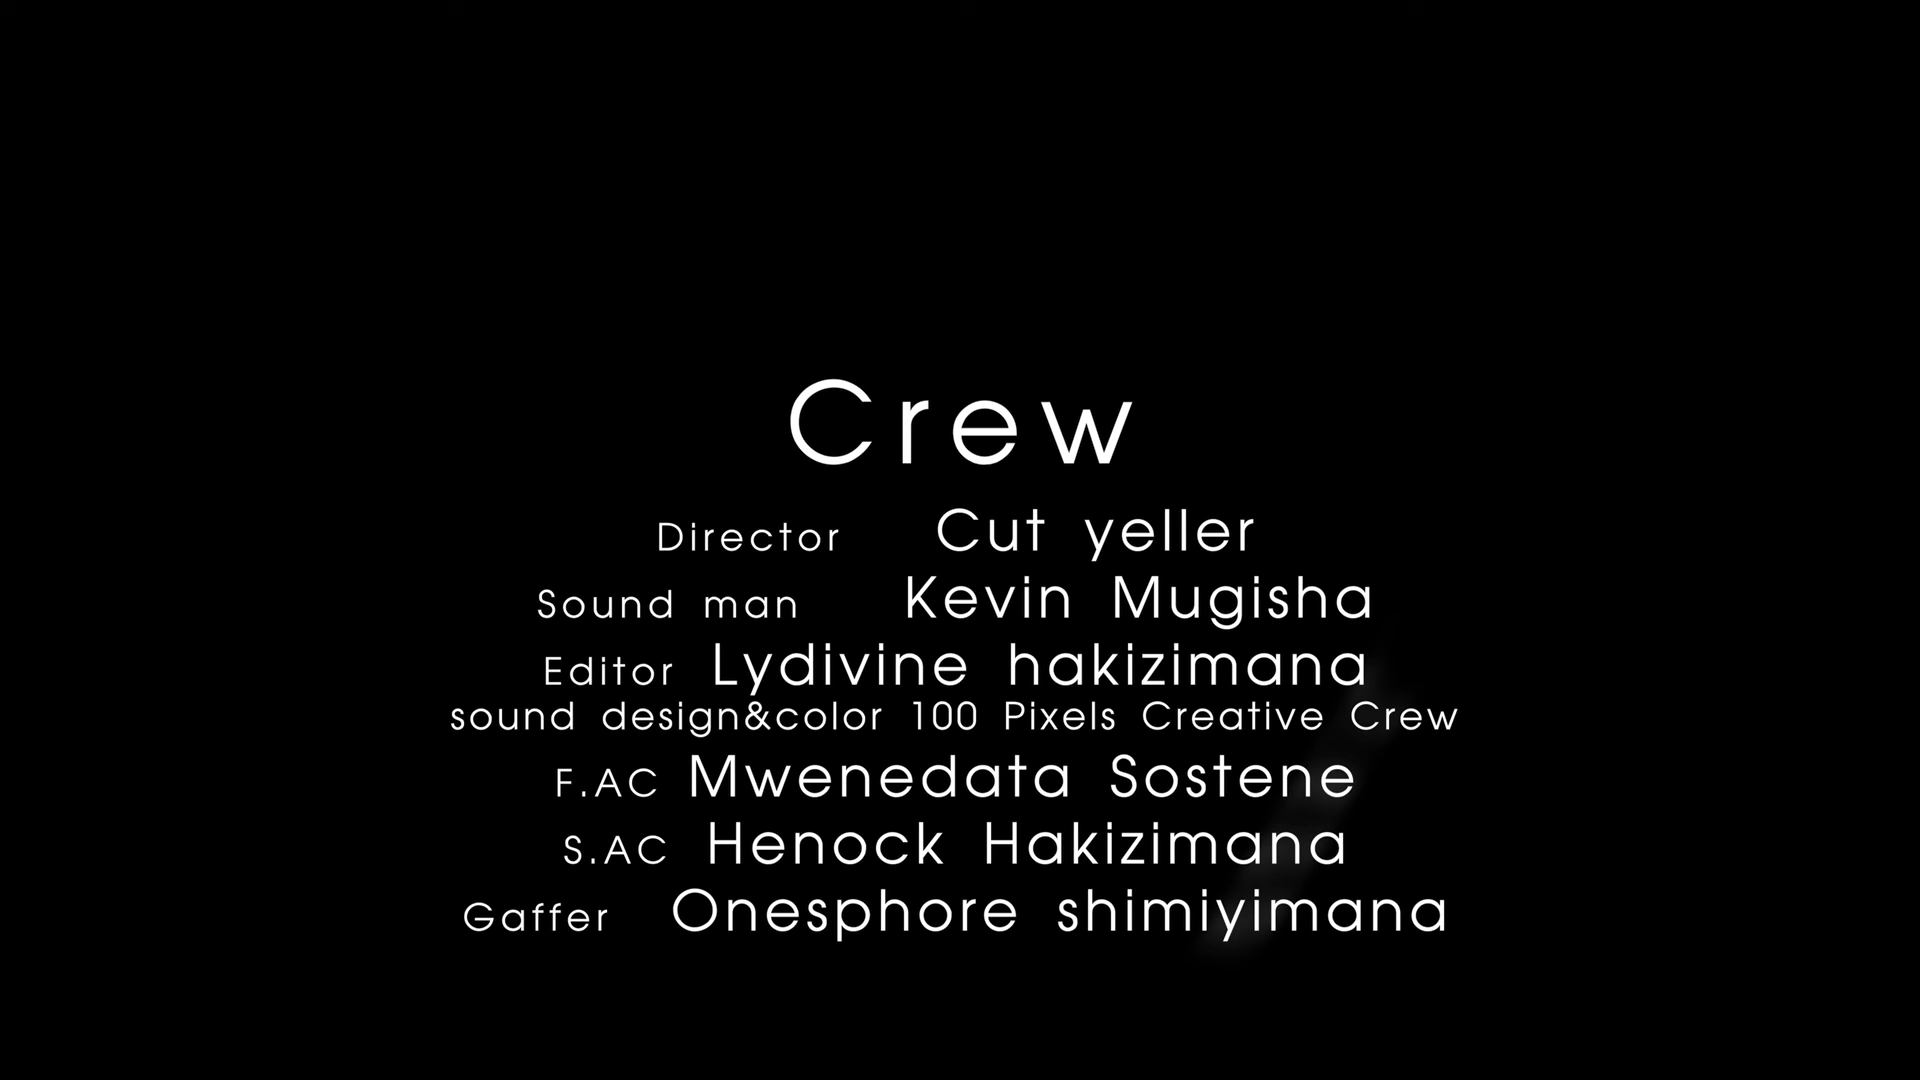 Crew
Director Cut yeller
Sound man Kevin Mugisha
Editor Lydivine hakizimana
sound design&color 100 Pixels Creative Crew
F.AC Mwenedata Sostene
S.AC Henock Hakizimana
Gaffer Onesphore shimiyimana